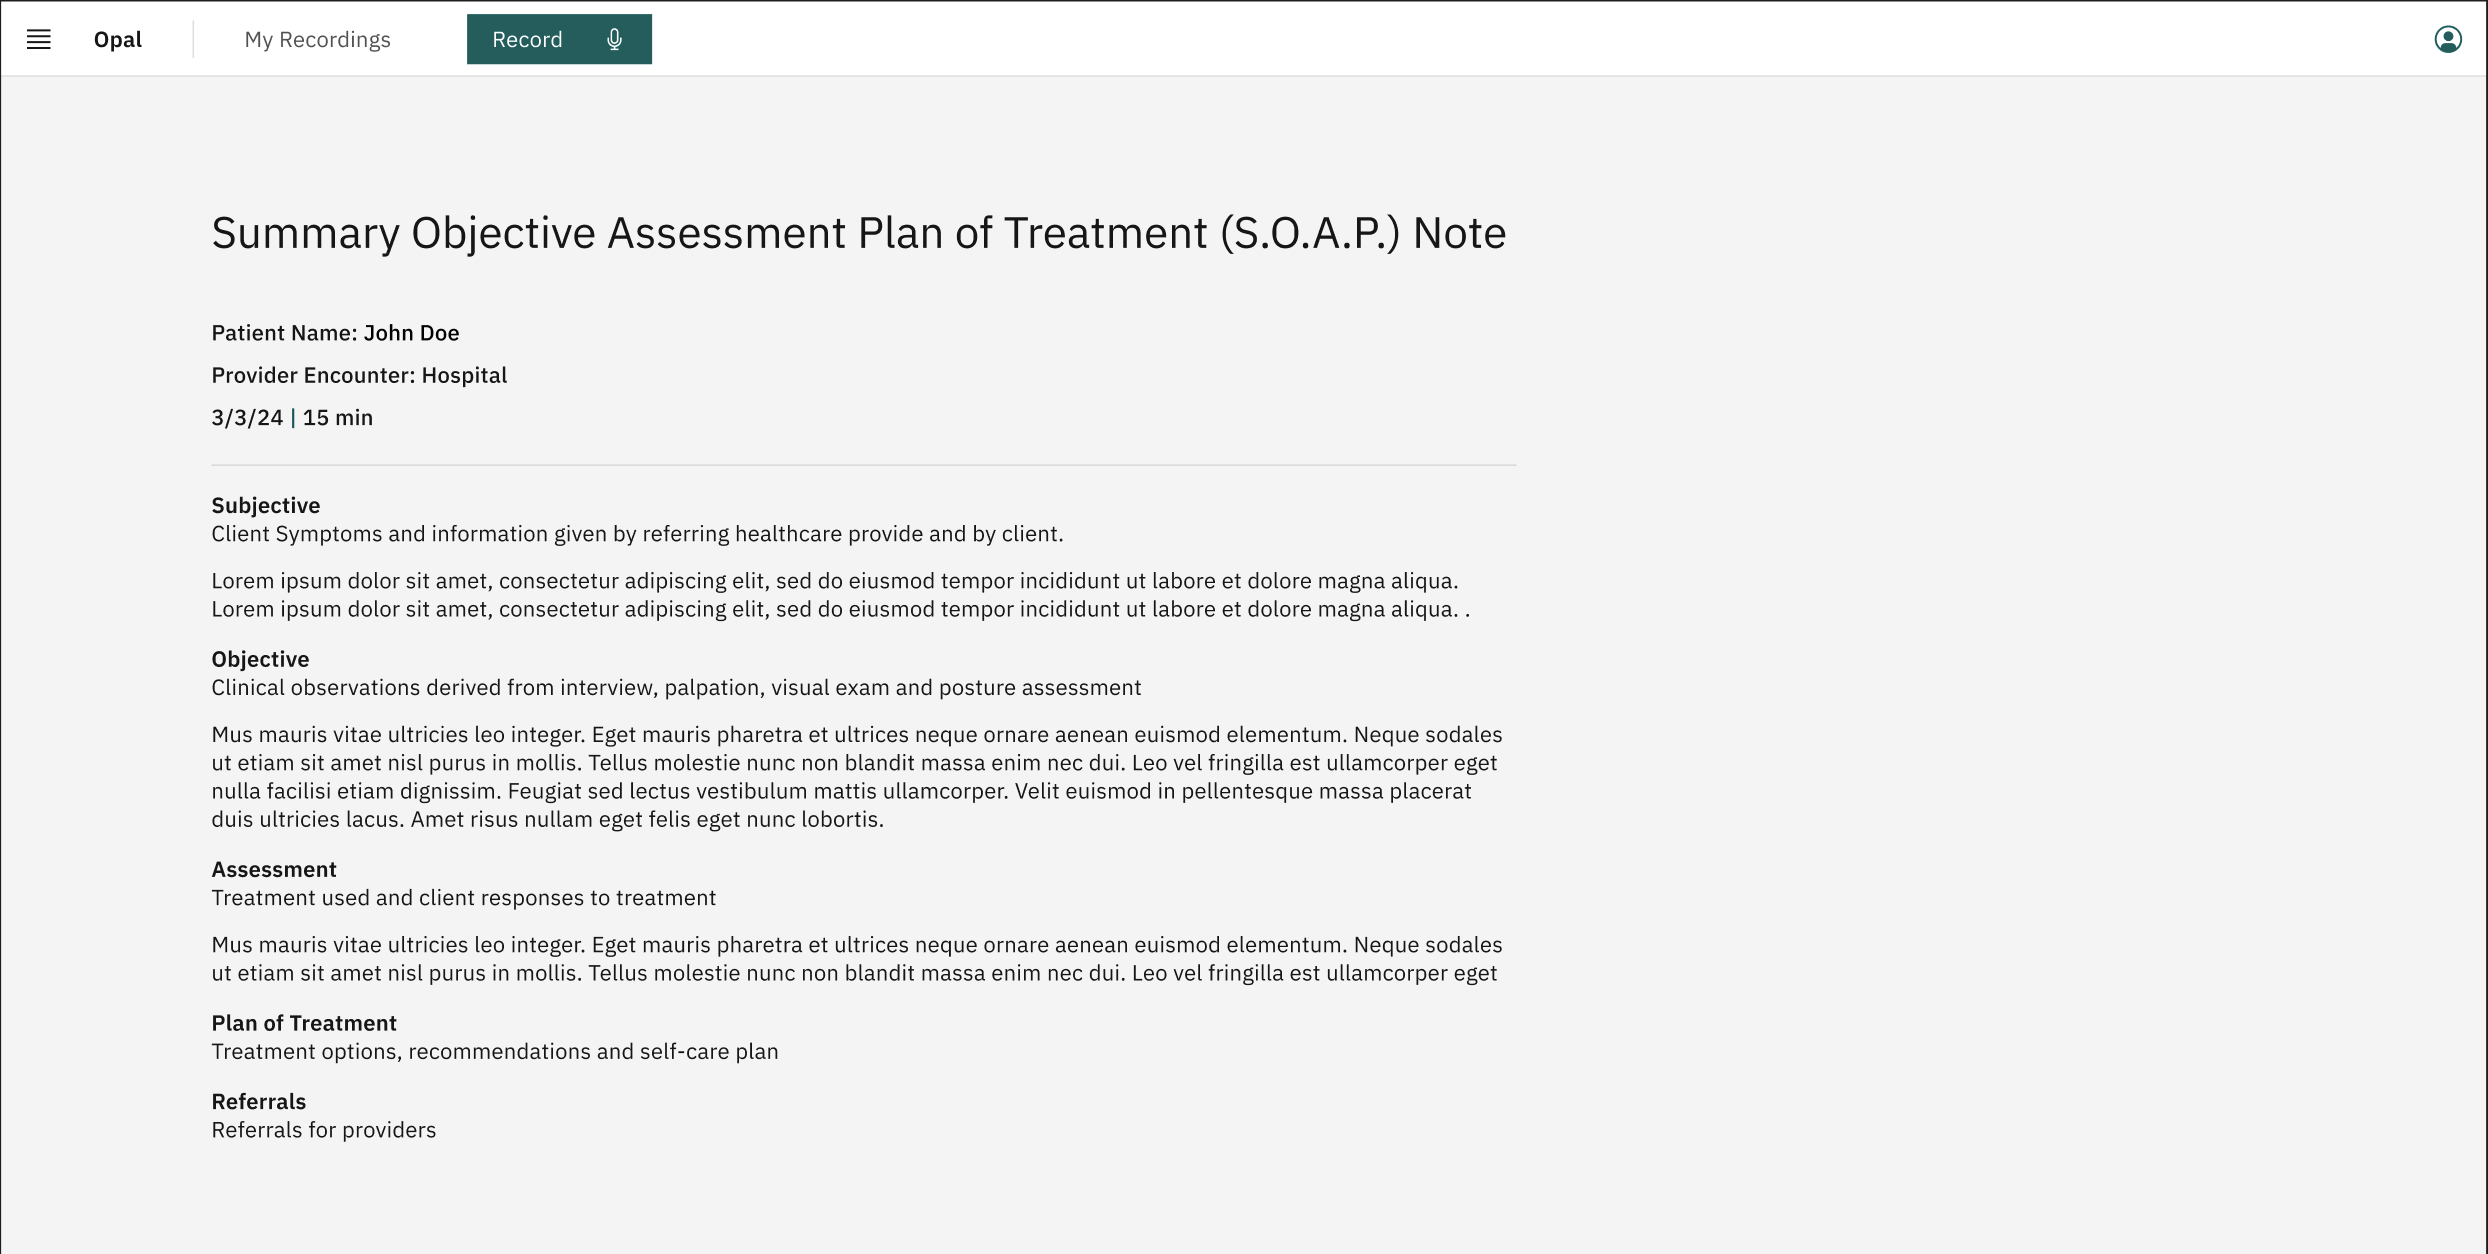 Opal
My Recordings
Record
Summary Objective Assessment Plan of Treatment (S.O.A.P.) Note
Patient Name: John Doe
Provider Encounter: Hospital
3/3/24 | 15 min
Subjective
Client Symptoms and information given by referring healthcare provide and by client.
Lorem ipsum dolor sit amet, consectetur adipiscing elit, sed do eiusmod tempor incididunt ut labore et dolore magna aliqua.
Lorem ipsum dolor sit amet, consectetur adipiscing elit, sed do eiusmod tempor incididunt ut labore et dolore magna aliqua. .
Objective
Clinical observations derived from interview, palpation, visual exam and posture assessment
Mus mauris vitae ultricies leo integer. Eget mauris pharetra et ultrices neque ornare aenean euismod elementum. Neque sodales
ut etiam sit amet nisl purus in mollis. Tellus molestie nunc non blandit massa enim nec dui. Leo vel fringilla est ullamcorper eget
nulla facilisi etiam dignissim. Feugiat sed lectus vestibulum mattis ullamcorper. Velit euismod in pellentesque massa placerat
duis ultricies lacus. Amet risus nullam eget felis eget nunc lobortis.
Assessment
Treatment used and client responses to treatment
Mus mauris vitae ultricies leo integer. Eget mauris pharetra et ultrices neque ornare aenean euismod elementum. Neque sodales
ut etiam sit amet nisl purus in mollis. Tellus molestie nunc non blandit massa enim nec dui. Leo vel fringilla est ullamcorper eget
Plan of Treatment
Treatment options, recommendations and self-care plan
Referrals
Referrals for providers